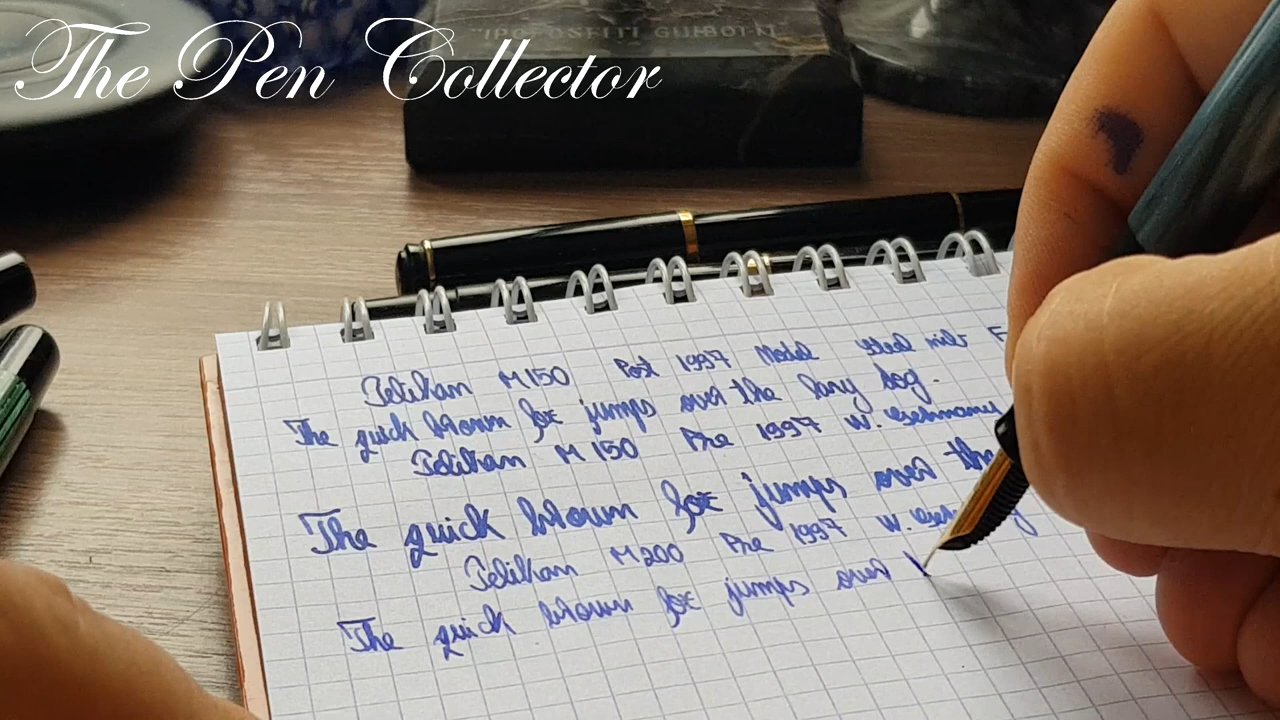 The Pen Collector
Pelikan M150 Post 1997 Model Steel nib F
The quick brown fox jumps over the lazy dog.
Pelikan M150 Pre 1997 W. Germany
The quick brown fox jumps over the
Pelikan M200 Pre 1997 W.
The quick brown fox jumps over